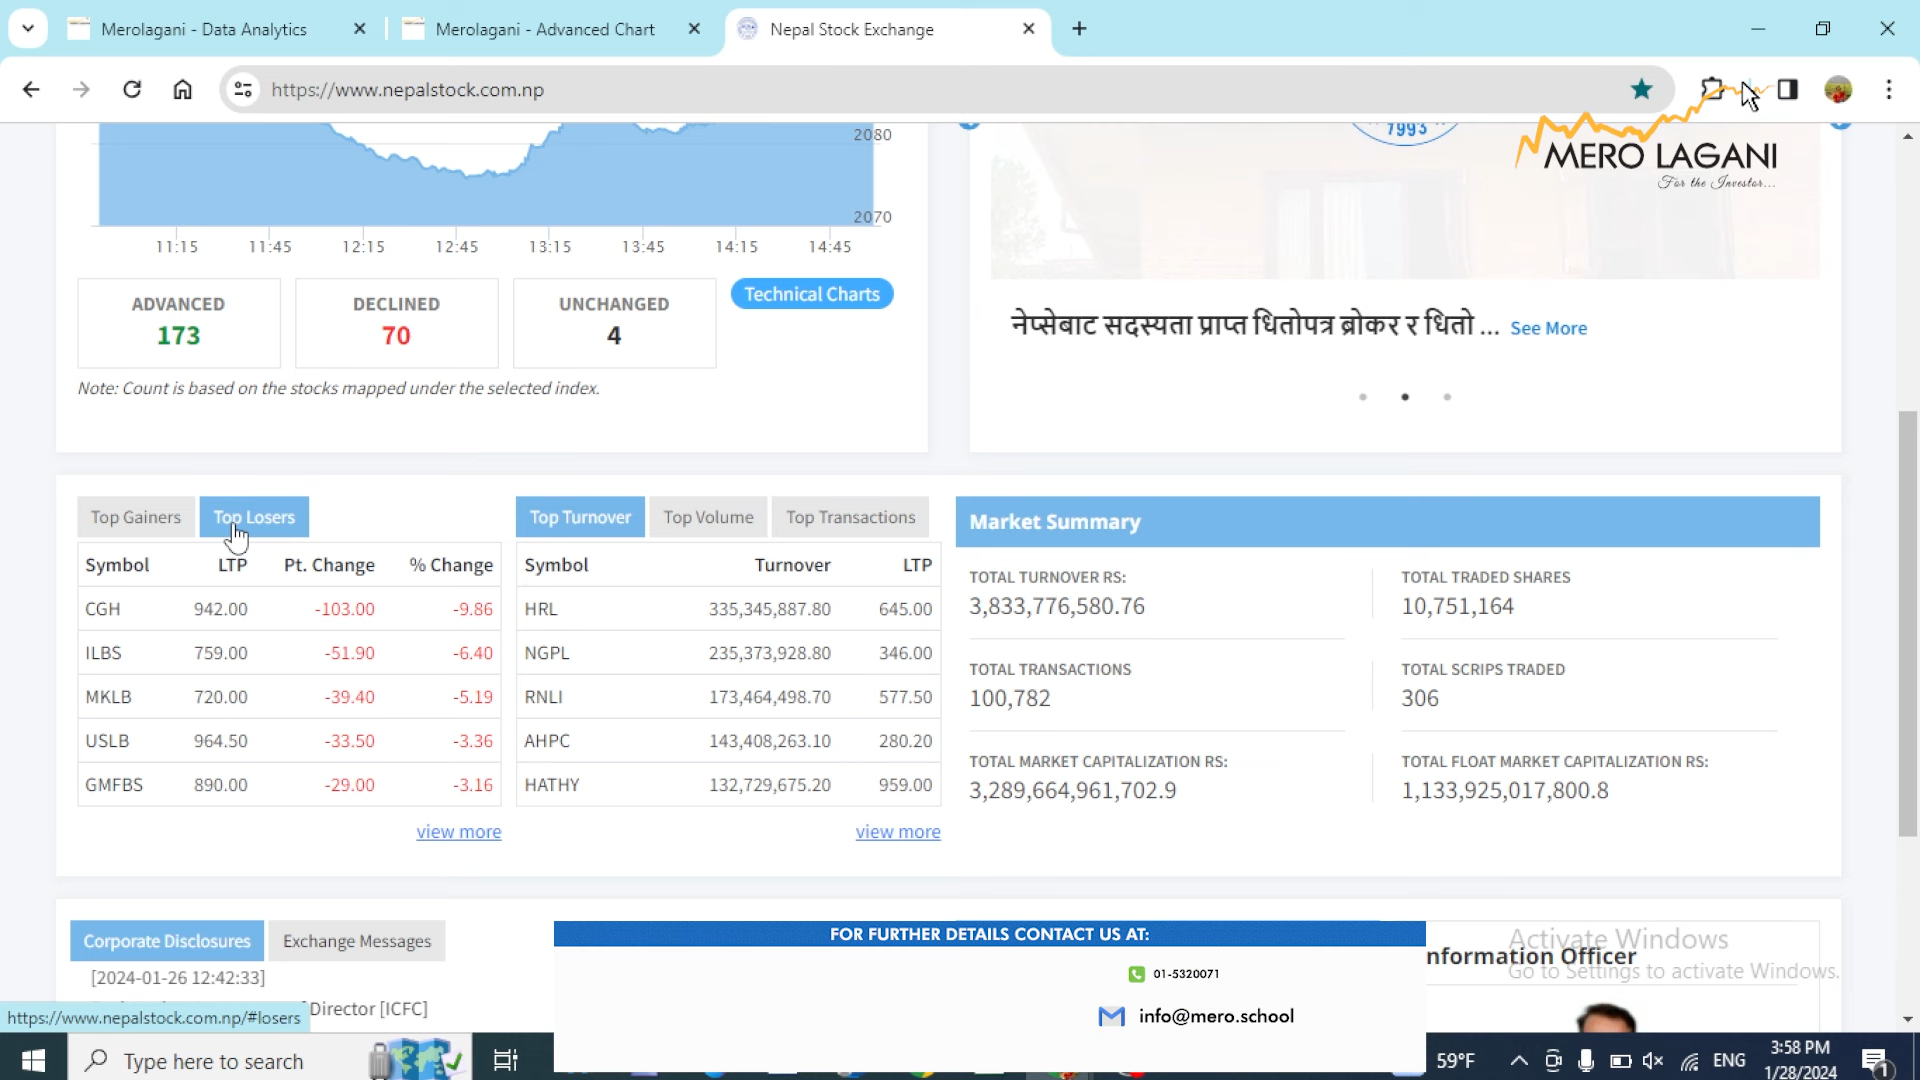 Merolagani - Data Analytics
Merolagani - Advanced Chart
Nepal Stock Exchange
https://www.nepalstock.com.np
MERO LAGANI
For the Investor...
2080
2070
11:15 11:45 12:15 12:45 13:15 13:45 14:15 14:45
7993
ADVANCED
173
DECLINED
70
UNCHANGED
4
Technical Charts
Note: Count is based on the stocks mapped under the selected index.
नेप्सेबाट सदस्यता प्राप्त धितोपत्र ब्रोकर र धितो ... See More
Top Gainers Top Losers
Symbol LTP Pt. Change % Change
CGH 942.00 -103.00 -9.86
ILBS 759.00 -51.90 -6.40
MKLB 720.00 -39.40 -5.19
USLB 964.50 -33.50 -3.36
GMFBS 890.00 -29.00 -3.16
view more
Top Turnover Top Volume Top Transactions
Symbol Turnover LTP
HRL 335,345,887.80 645.00
NGPL 235,373,928.80 346.00
RNLI 173,464,498.70 577.50
AHPC 143,408,263.10 280.20
HATHY 132,729,675.20 959.00
view more
Market Summary
TOTAL TURNOVER RS:
3,833,776,580.76
TOTAL TRADED SHARES
10,751,164
TOTAL TRANSACTIONS
100,782
TOTAL SCRIPS TRADED
306
TOTAL MARKET CAPITALIZATION RS:
3,289,664,961,702.9
TOTAL FLOAT MARKET CAPITALIZATION RS:
1,133,925,017,800.8
Corporate Disclosures Exchange Messages
[2024-01-26 12:42:33]
Director [ICFC]
https://www.nepalstock.com.np/#losers
FOR FURTHER DETAILS CONTACT US AT:
01-5320071
info@mero.school
nformation Officer
Activate Windows
Go to Settings to activate Windows.
Type here to search
59°F
ENG
3:58 PM
1/28/2024
1